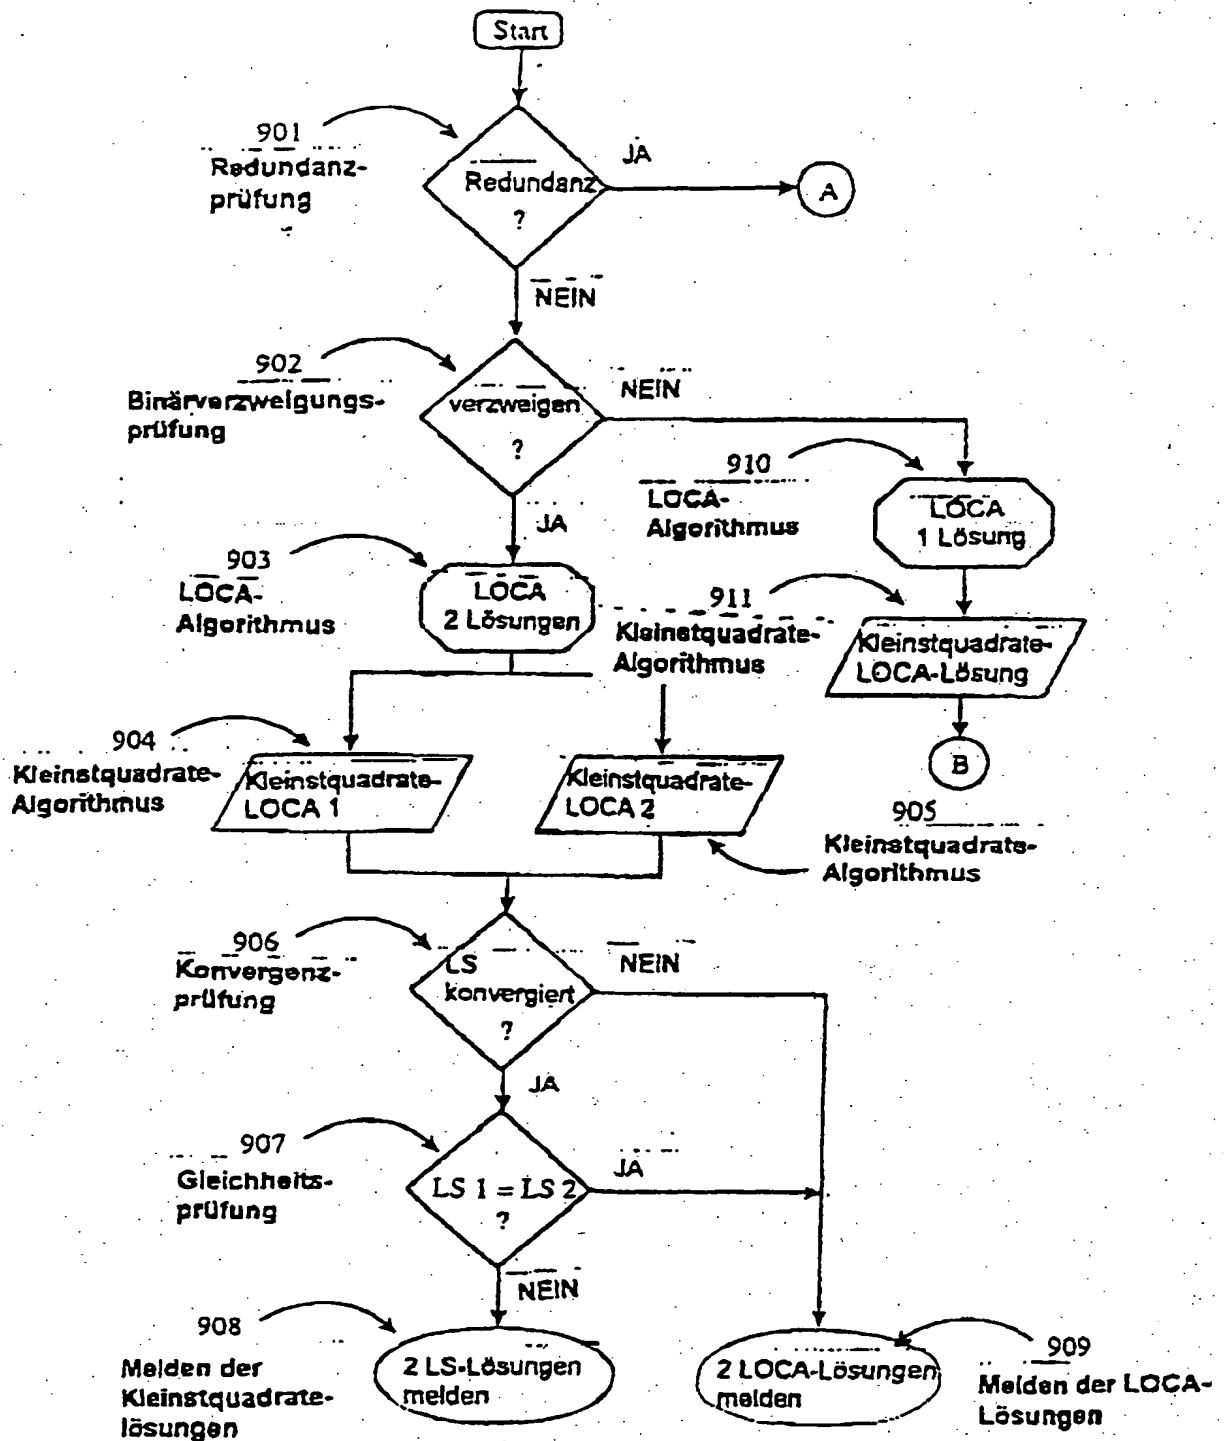 Start
901
Redundanz-
prüfung
Redundanz
?
JA
A
NEIN
902
Binärverzweigungs-
prüfung
verzweigen
?
NEIN
JA
910
LOCA-
Algorithmus
LOCA
1 Lösung
903
LOCA-
Algorithmus
LOCA
2 Lösungen
911
Kleinstquadrate-
Algorithmus
Kleinstquadrate-
LOCA-Lösung
B
904
Kleinstquadrate-
Algorithmus
Kleinstquadrate-
LOCA 1
Kleinstquadrate-
LOCA 2
905
Kleinstquadrate-
Algorithmus
906
Konvergenz-
prüfung
LS
konvergiert
?
NEIN
JA
907
Gleichheits-
prüfung
LS 1 = LS 2
?
JA
NEIN
908
Melden der
Kleinstquadrate-
lösungen
2 LS-Lösungen
melden
2 LOCA-Lösungen
melden
909
Melden der LOCA-
Lösungen